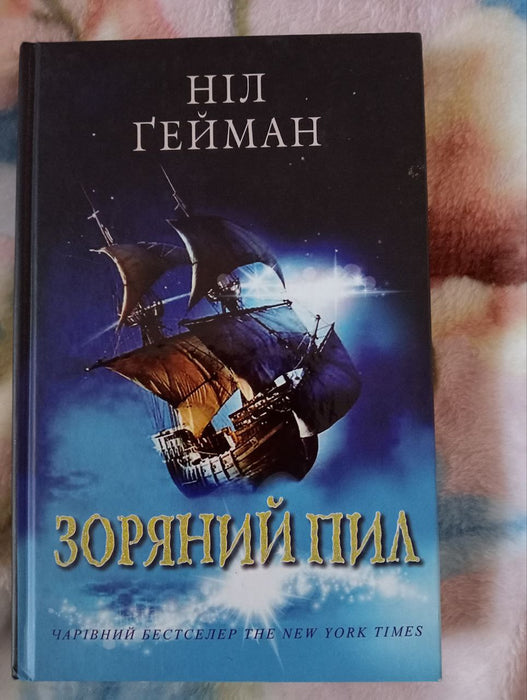 НІЛ
ҐЕЙМАН
ЗОРЯНИЙ ПИЛ
ЧАРІВНИЙ БЕСТСЕЛЕР THE NEW YORK TIMES